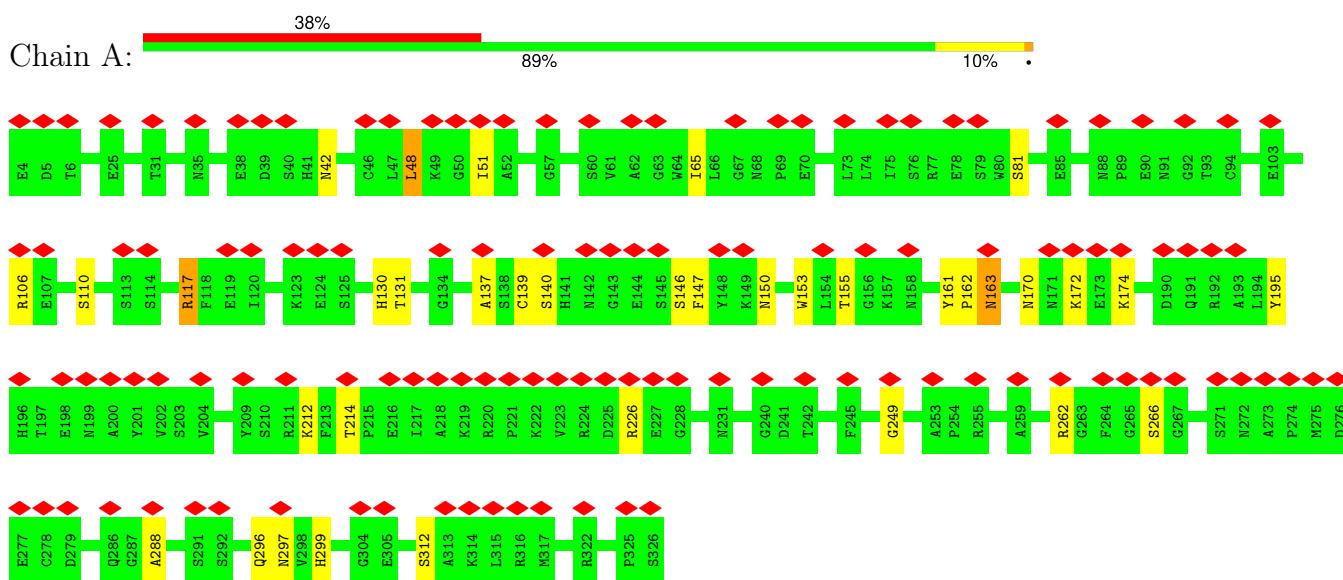 38%
Chain A:
89% 10% •
E4 D5 T6 E25 T31 N35 E38 D39 S40 H41 N42 C46 L47 L48 K49 G50 I51 A52 G57 S60 V61 A62 G63 W64 I65 L66 G67 N68 P69 E70 L73 L74 I75 S76 R77 E78 S79 W80 S81 E85 N88 P89 E90 N91 G92 T93 C94 E103
R106 E107 S110 S113 S114 R117 F118 E119 I120 K123 E124 S125 H130 T131 G134 A137 S138 C139 S140 H141 N142 G143 E144 S145 S146 F147 Y148 K149 N150 W153 L154 T155 G156 K157 N158 Y161 P162 N163 N170 N171 K172 E173 K174 D190 Q191 R192 A193 L194 Y195
H196 T197 E198 N199 A200 Y201 V202 S203 V204 Y209 S210 R211 K212 F213 T214 P215 E216 I217 A218 K219 R220 P221 K222 V223 R224 D225 R226 E227 G228 N231 G240 D241 T242 F245 G249 A253 P254 R255 A259 R262 G263 F264 G265 S266 G267 S271 N272 A273 P274 M275 D276
E277 C278 D279 Q286 G287 A288 S291 S292 Q296 N297 V298 H299 G304 E305 S312 A313 K314 L315 R316 M317 R322 P325 S326